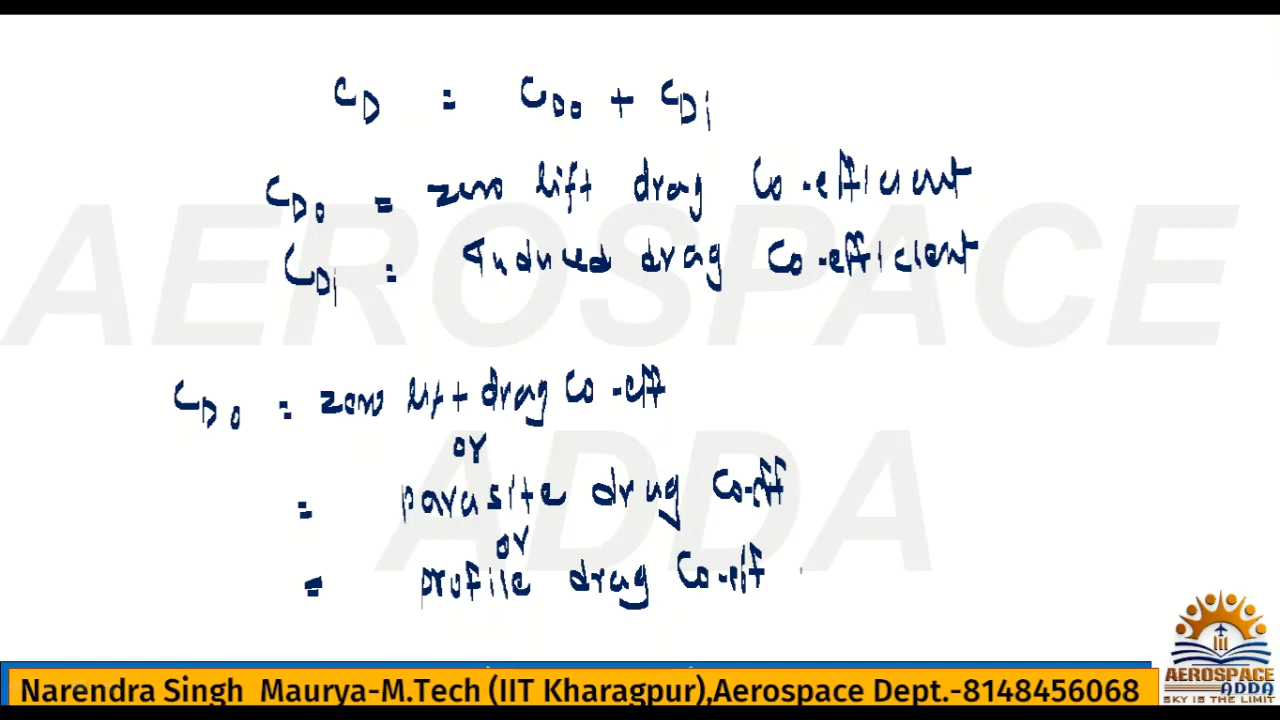 CD = CD0 + CDi
CD0 = zero lift drag Co-efficient
CDi = Induced drag Co-efficient
CD0 = zero lift drag Co-eff
or
= parasite drag Co-eff
or
= profile drag Co-eff
AEROSPACE
ADDA
Narendra Singh Maurya-M.Tech (IIT Kharagpur),Aerospace Dept.-8148456068
AEROSPACE
ADDA
SKY IS THE LIMIT